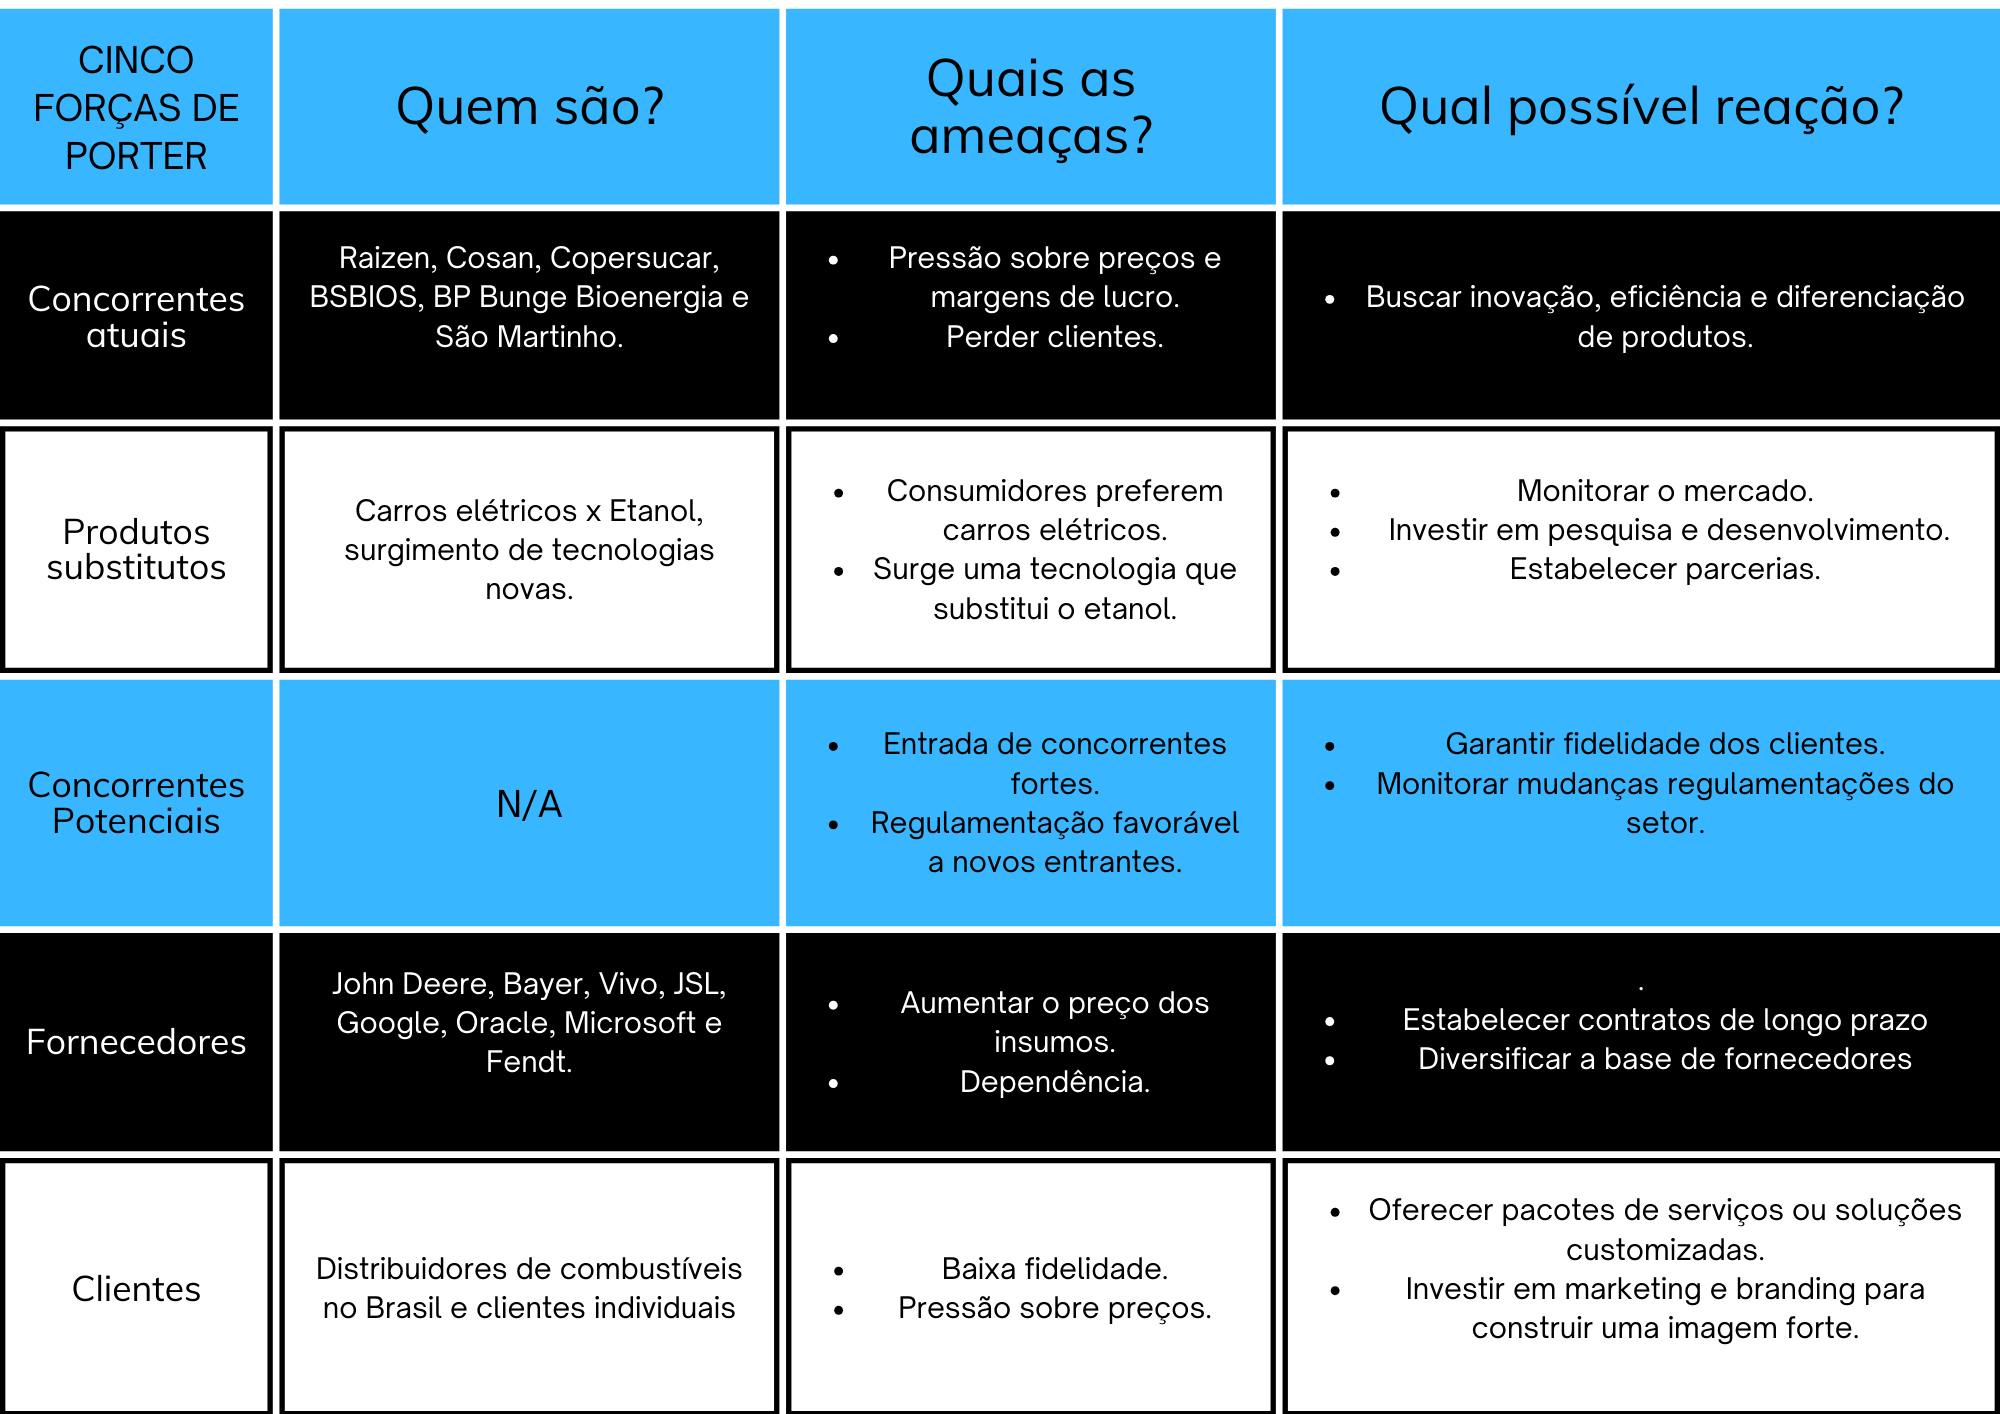 CINCO
FORÇAS DE
PORTER
Quem são?
Quais as
ameaças?
Qual possível reação?
Concorrentes
atuais
Raizen, Cosan, Copersucar,
BSBIOS, BP Bunge Bioenergia e
São Martinho.
• Pressão sobre preços e
margens de lucro.
• Perder clientes.
• Buscar inovação, eficiência e diferenciação
de produtos.
Produtos
substitutos
Carros elétricos x Etanol,
surgimento de tecnologias
novas.
• Consumidores preferem
carros elétricos.
• Surge uma tecnologia que
substitui o etanol.
• Monitorar o mercado.
• Investir em pesquisa e desenvolvimento.
• Estabelecer parcerias.
Concorrentes
Potenciais
N/A
• Entrada de concorrentes
fortes.
• Regulamentação favorável
a novos entrantes.
• Garantir fidelidade dos clientes.
• Monitorar mudanças regulamentações do
setor.
Fornecedores
John Deere, Bayer, Vivo, JSL,
Google, Oracle, Microsoft e
Fendt.
• Aumentar o preço dos
insumos.
• Dependência.
.
• Estabelecer contratos de longo prazo
• Diversificar a base de fornecedores
Clientes
Distribuidores de combustíveis
no Brasil e clientes individuais
• Baixa fidelidade.
• Pressão sobre preços.
• Oferecer pacotes de serviços ou soluções
customizadas.
• Investir em marketing e branding para
construir uma imagem forte.